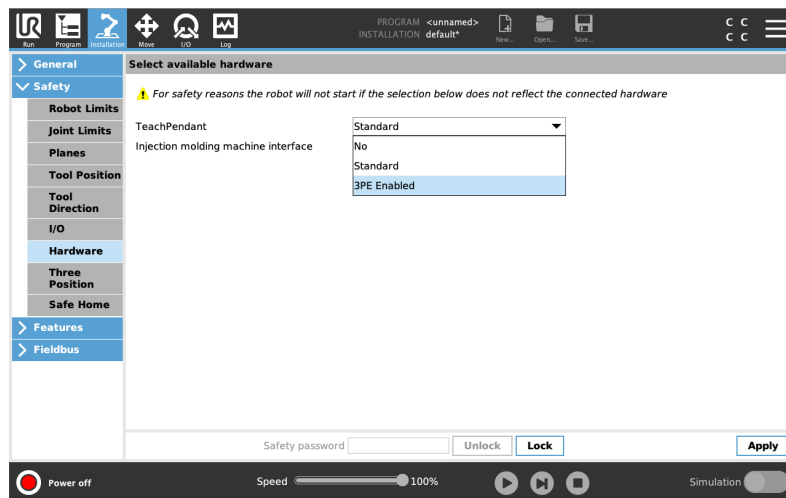 PROGRAM <unnamed>
INSTALLATION default*
Run Program Installation Move I/O Log New... Open... Save...
C C
C C
General
Safety
Robot Limits
Joint Limits
Planes
Tool Position
Tool
Direction
I/O
Hardware
Three
Position
Safe Home
Features
Fieldbus
Select available hardware
For safety reasons the robot will not start if the selection below does not reflect the connected hardware
TeachPendant Standard
Injection molding machine interface No
Standard
3PE Enabled
Safety password Unlock Lock Apply
Power off Speed 100% Simulation